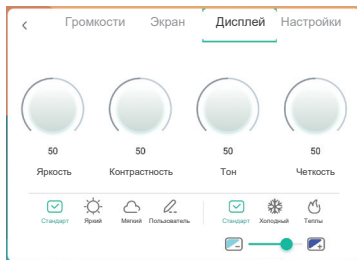 Громкости Экран Дисплей Настройки
50 50 50 50
Яркость Контрастность Тон Четкость
Стандарт Яркий Мягкий Пользователь Стандарт Холодный Теплы